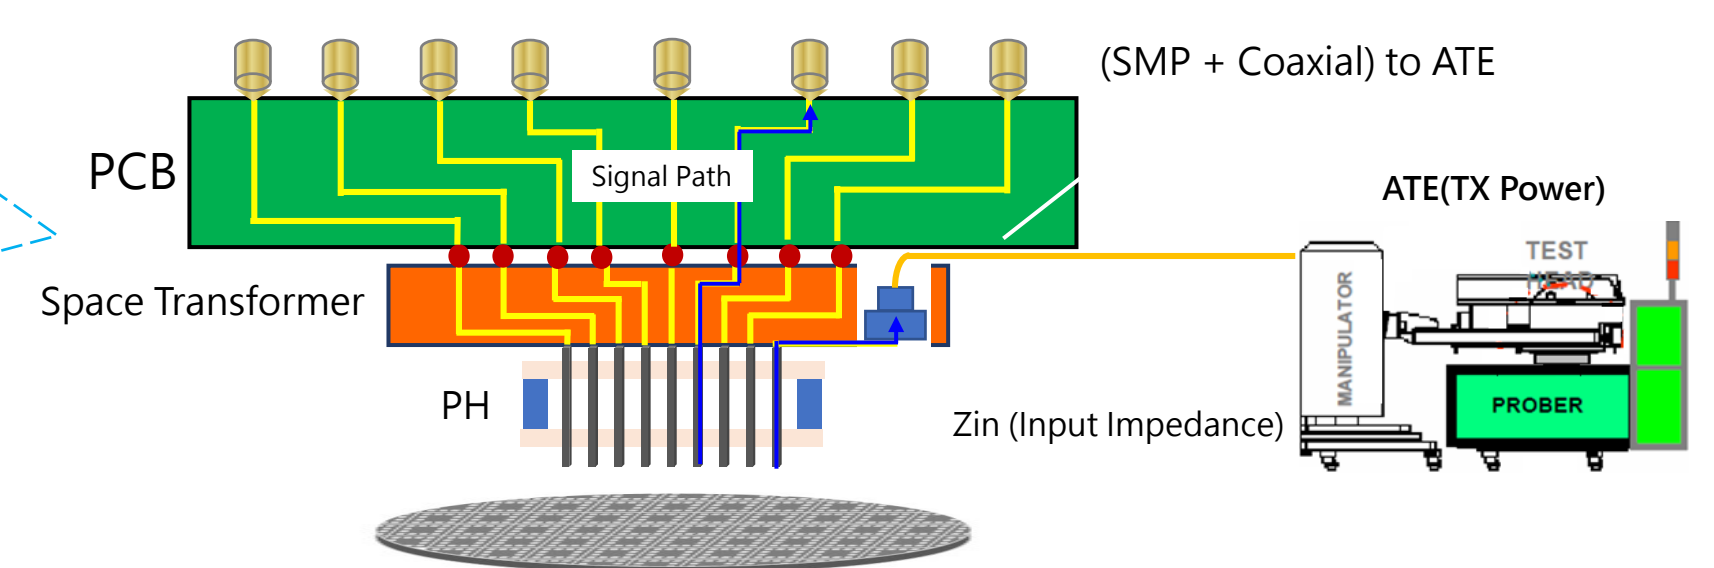 (SMP + Coaxial) to ATE
PCB
Signal Path
ATE(TX Power)
TEST
HEAD
Space Transformer
MANIPULATOR
PH
PROBER
Zin (Input Impedance)